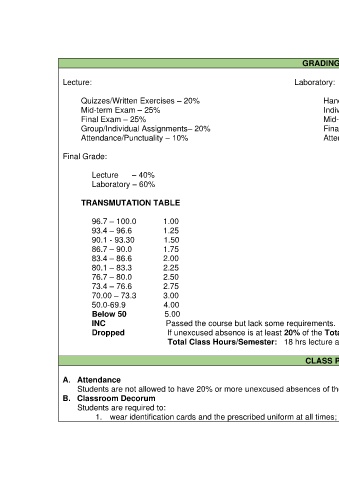 GRADING
Lecture: Laboratory:
Quizzes/Written Exercises – 20%
Mid-term Exam – 25%
Final Exam – 25%
Group/Individual Assignments– 20%
Attendance/Punctuality – 10%
Final Grade:
Lecture – 40%
Laboratory – 60%
TRANSMUTATION TABLE
96.7 – 100.0 1.00
93.4 – 96.6 1.25
90.1 - 93.30 1.50
86.7 – 90.0 1.75
83.4 – 86.6 2.00
80.1 – 83.3 2.25
76.7 – 80.0 2.50
73.4 – 76.6 2.75
70.00 – 73.3 3.00
50.0-69.9 4.00
Below 50 5.00
INC Passed the course but lack some requirements.
Dropped If unexcused absence is at least 20% of the
Total Class Hours/Semester: 18 hrs lecture
CLASS
A. Attendance
Students are not allowed to have 20% or more unexcused absences of
B. Classroom Decorum
Students are required to:
1. wear identification cards and the prescribed uniform at all times;